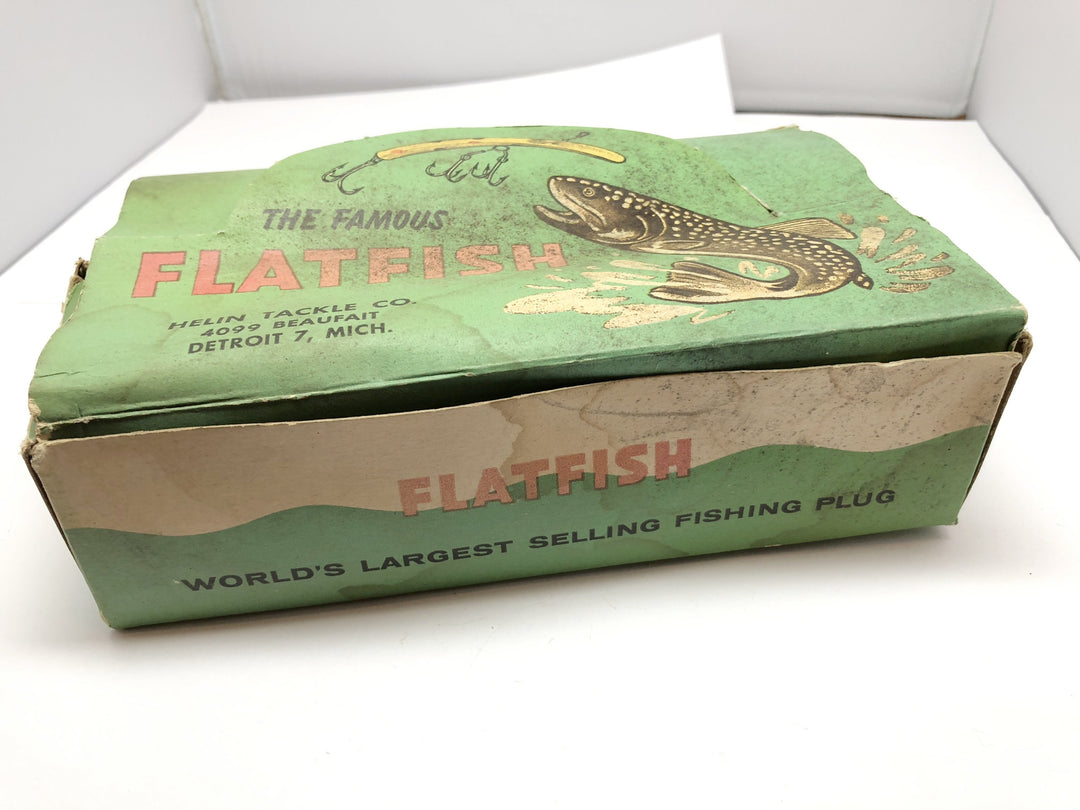 THE FAMOUS
FLATFISH
HELIN TACKLE CO.
4099 BEAUFAIT
DETROIT 7, MICH.
FLATFISH
WORLD'S LARGEST SELLING FISHING PLUG